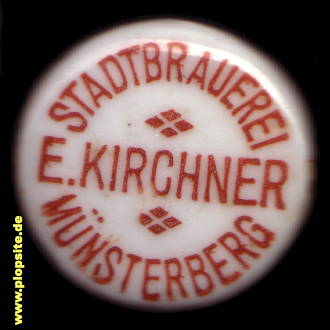 STADTBRAUEREI
E. KIRCHNER
MÜNSTERBERG
www.plopsite.de